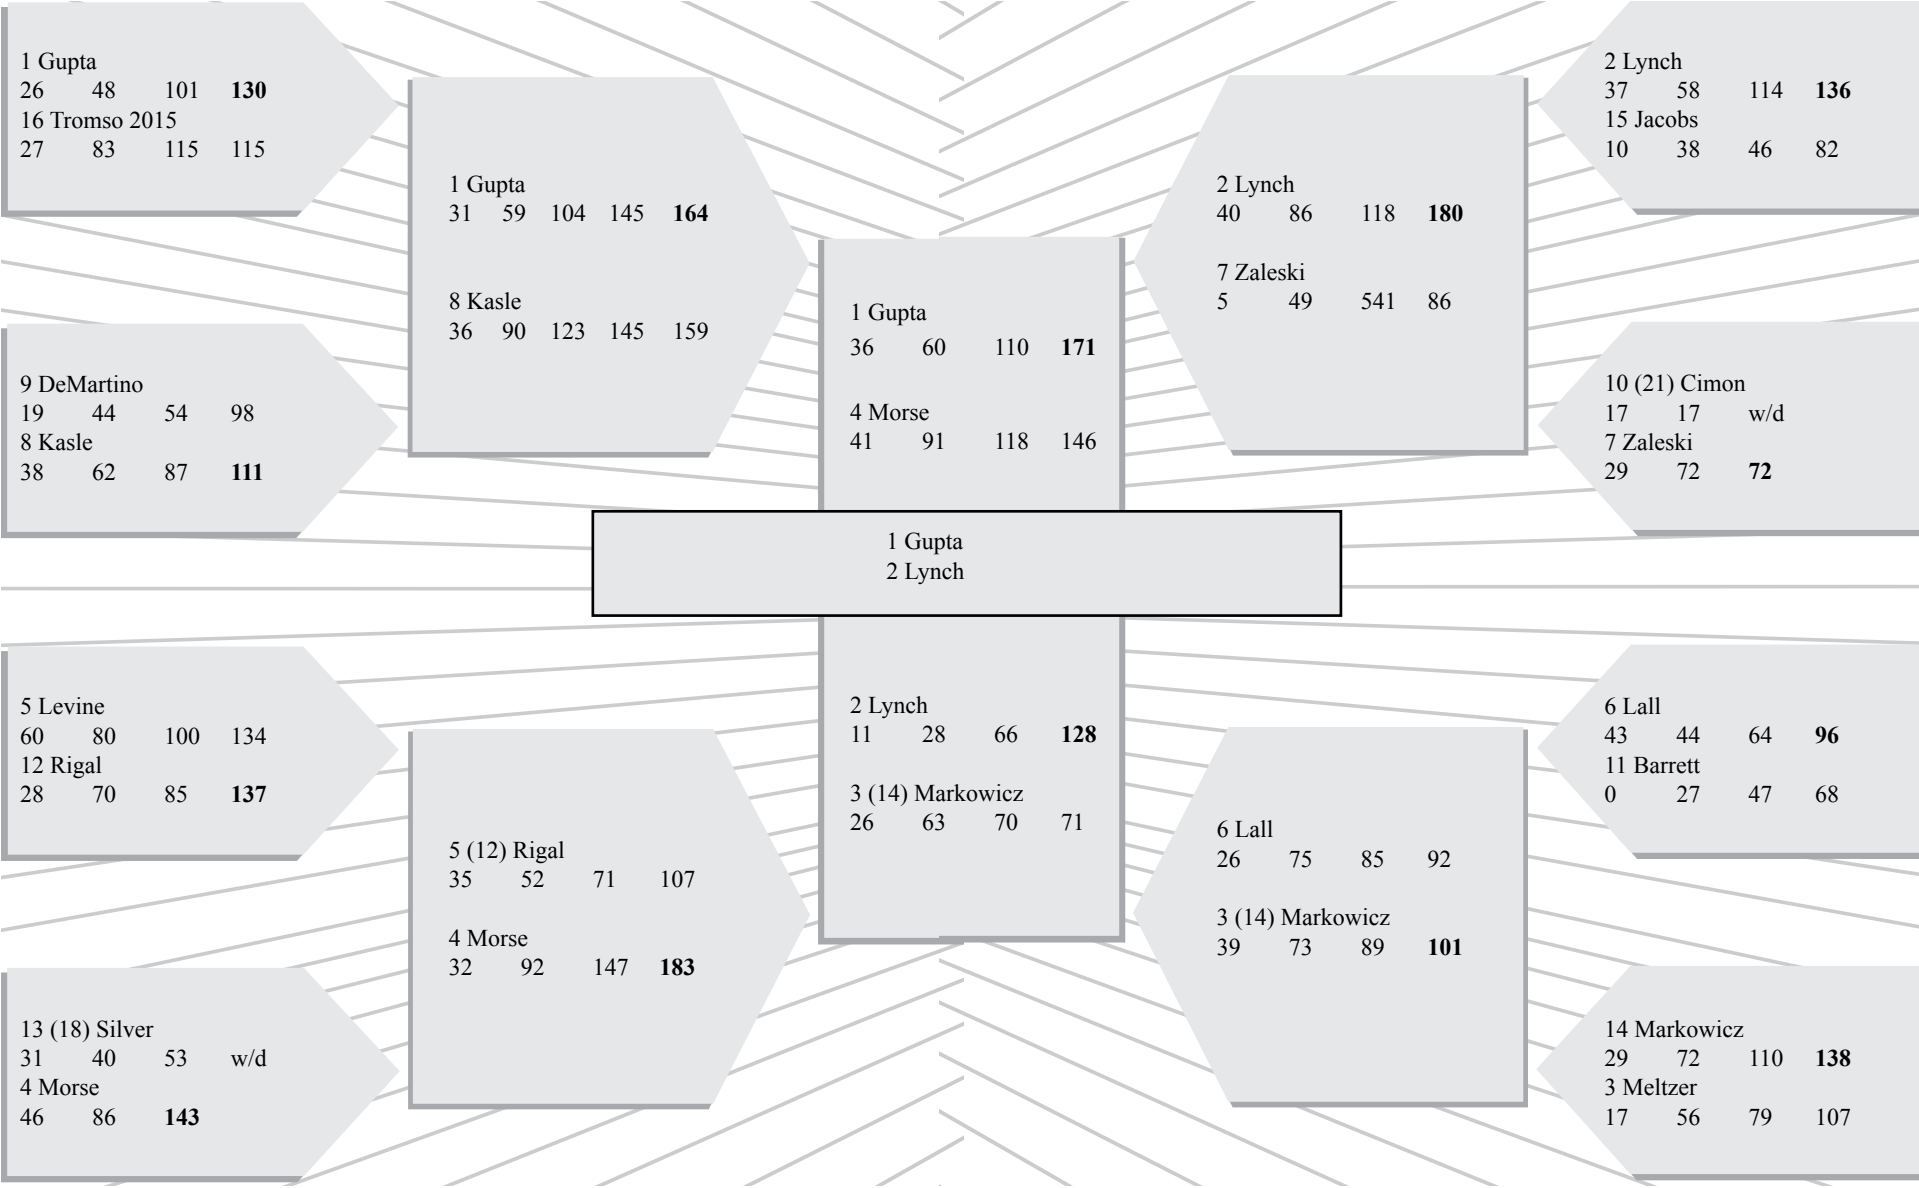 1 Gupta
26 48 101 130
16 Tromso 2015
27 83 115 115
9 DeMartino
19 44 54 98
8 Kasle
38 62 87 111
5 Levine
60 80 100 134
12 Rigal
28 70 85 137
13 (18) Silver
31 40 53 w/d
4 Morse
46 86 143
1 Gupta
31 59 104 145 164
8 Kasle
36 90 123 145 159
5 (12) Rigal
35 52 71 107
4 Morse
32 92 147 183
1 Gupta
36 60 110 171
4 Morse
41 91 118 146
1 Gupta
2 Lynch
2 Lynch
11 28 66 128
3 (14) Markowicz
26 63 70 71
2 Lynch
40 86 118 180
7 Zaleski
5 49 541 86
6 Lall
26 75 85 92
3 (14) Markowicz
39 73 89 101
2 Lynch
37 58 114 136
15 Jacobs
10 38 46 82
10 (21) Cimon
17 17 w/d
7 Zaleski
29 72 72
6 Lall
43 44 64 96
11 Barrett
0 27 47 68
14 Markowicz
29 72 110 138
3 Meltzer
17 56 79 107